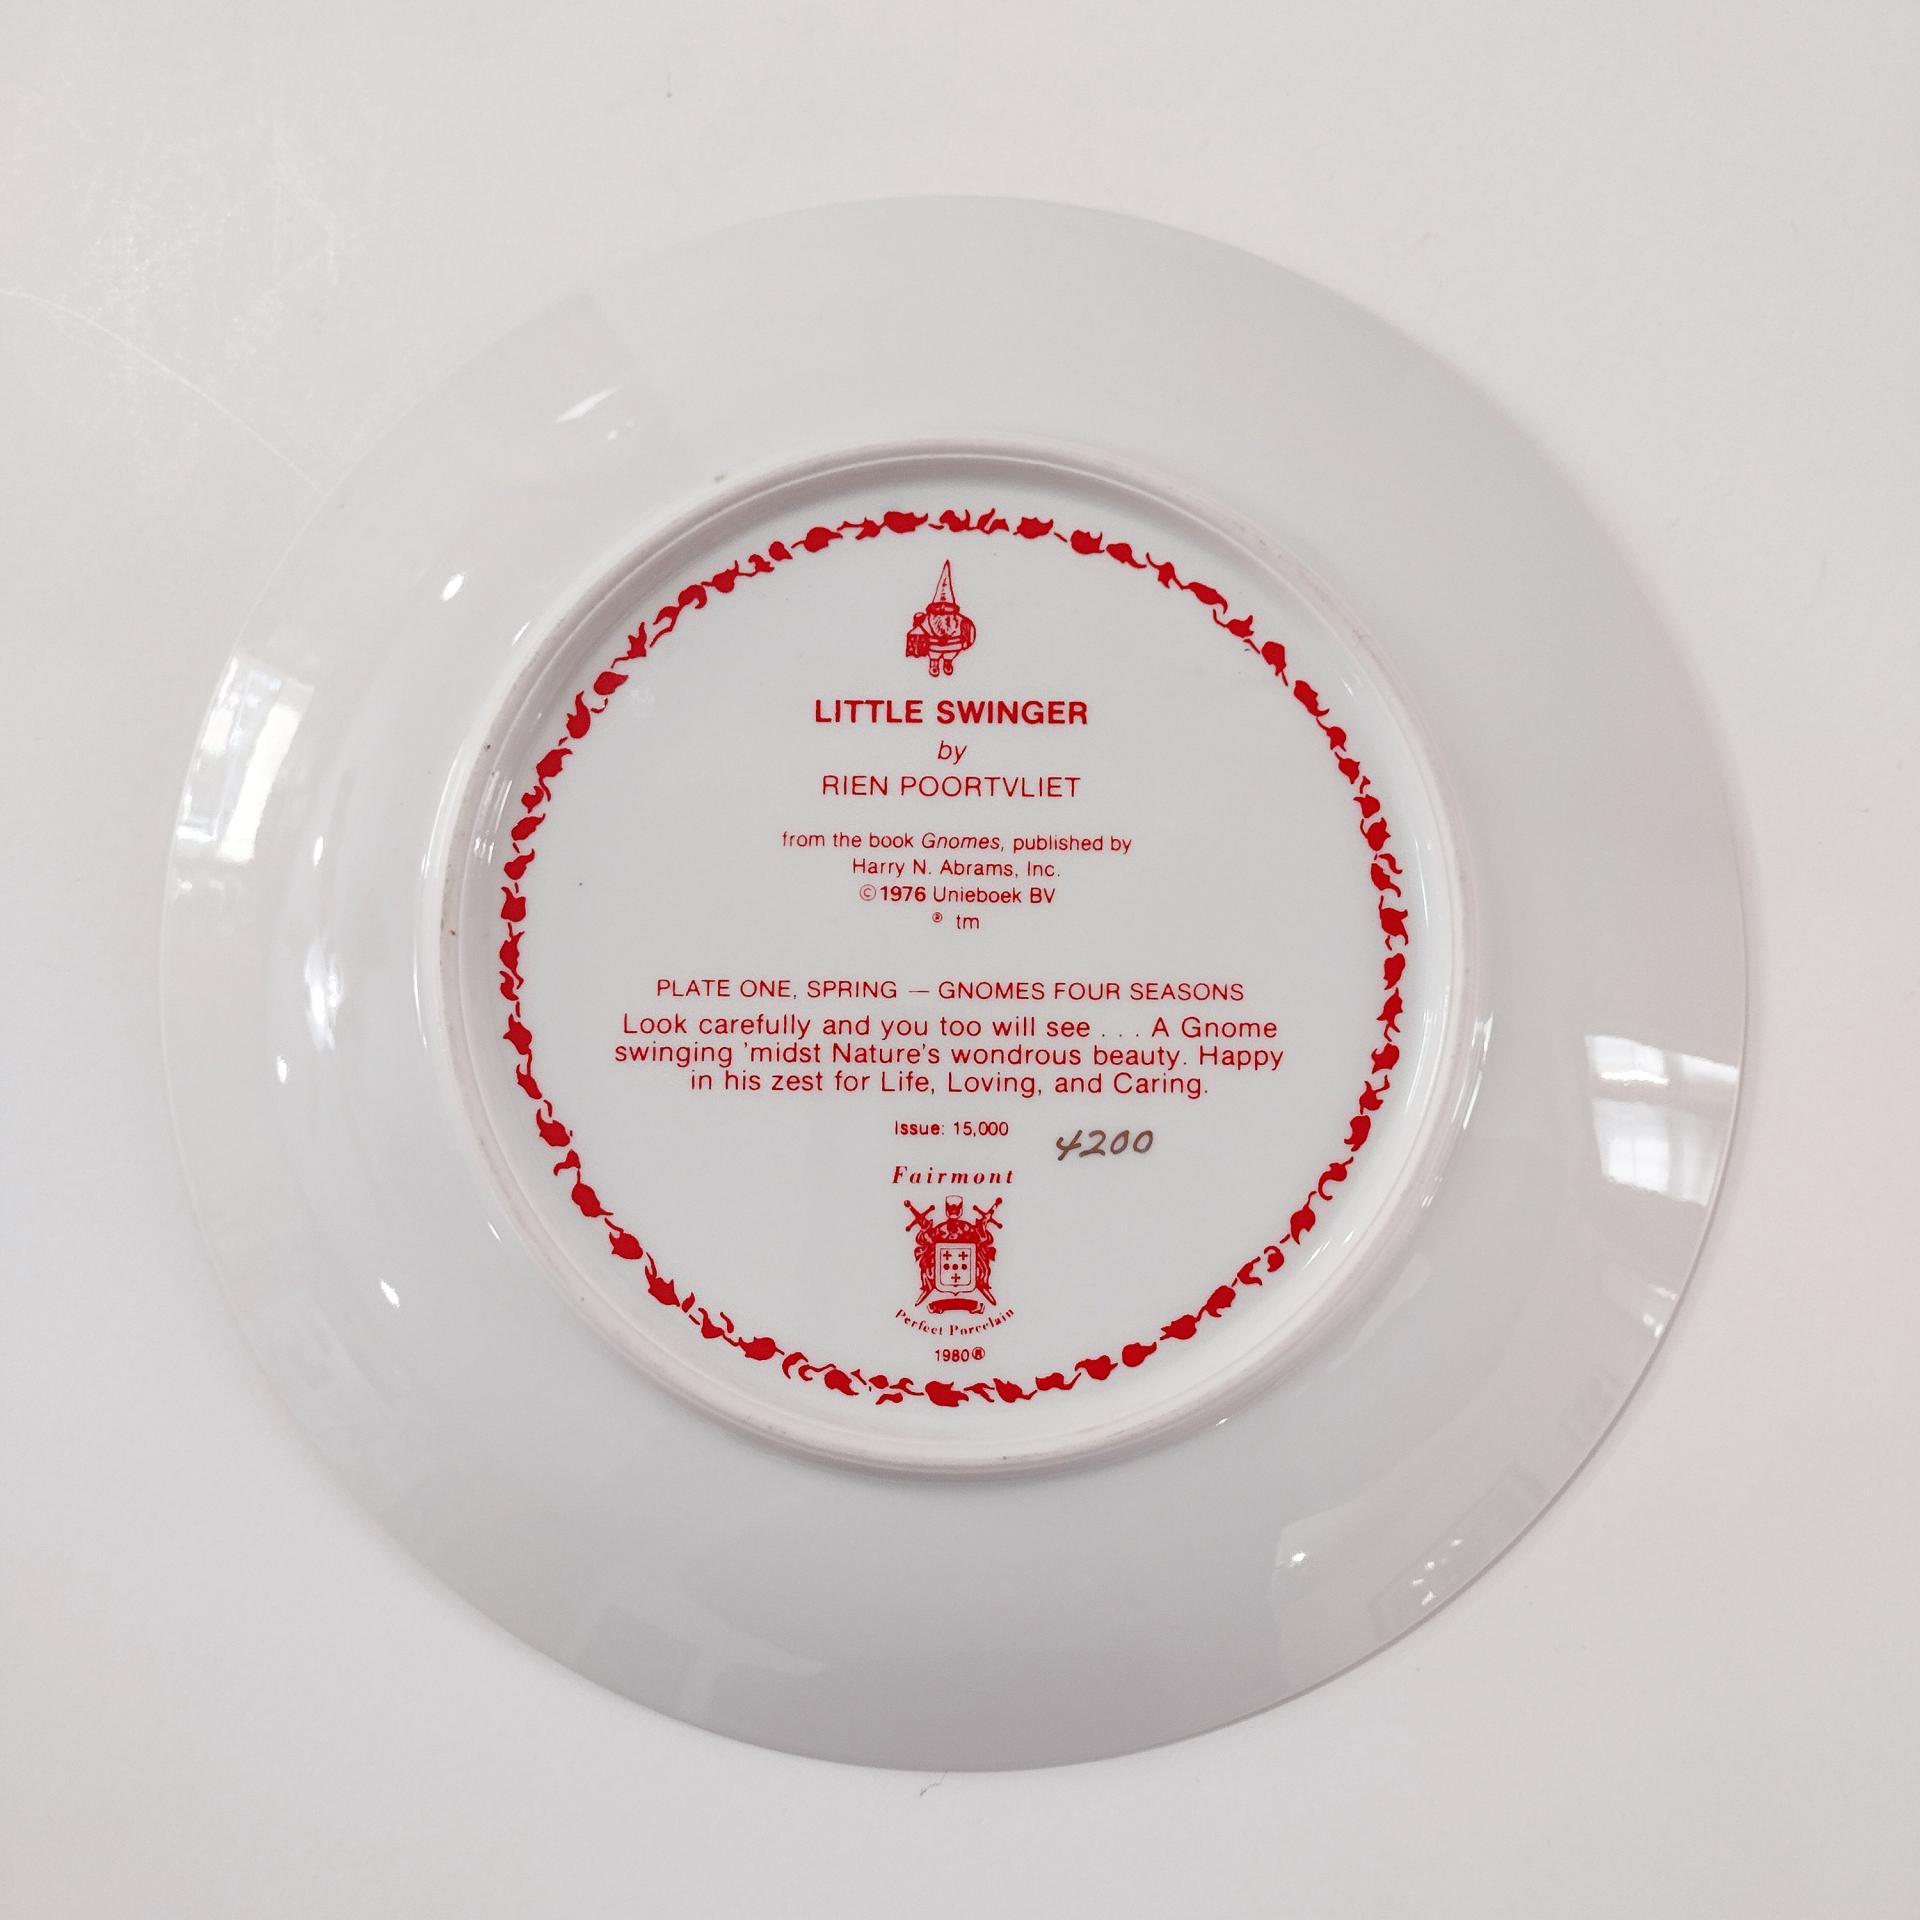 LITTLE SWINGER
by
RIEN POORTVLIET
from the book Gnomes, published by
Harry N. Abrams, Inc.
©1976 Unieboek BV
® tm
PLATE ONE, SPRING — GNOMES FOUR SEASONS
Look carefully and you too will see . . . A Gnome
swinging 'midst Nature's wondrous beauty. Happy
in his zest for Life, Loving, and Caring.
Issue: 15,000
4200
Fairmont
Perfect Porcelain
1980®